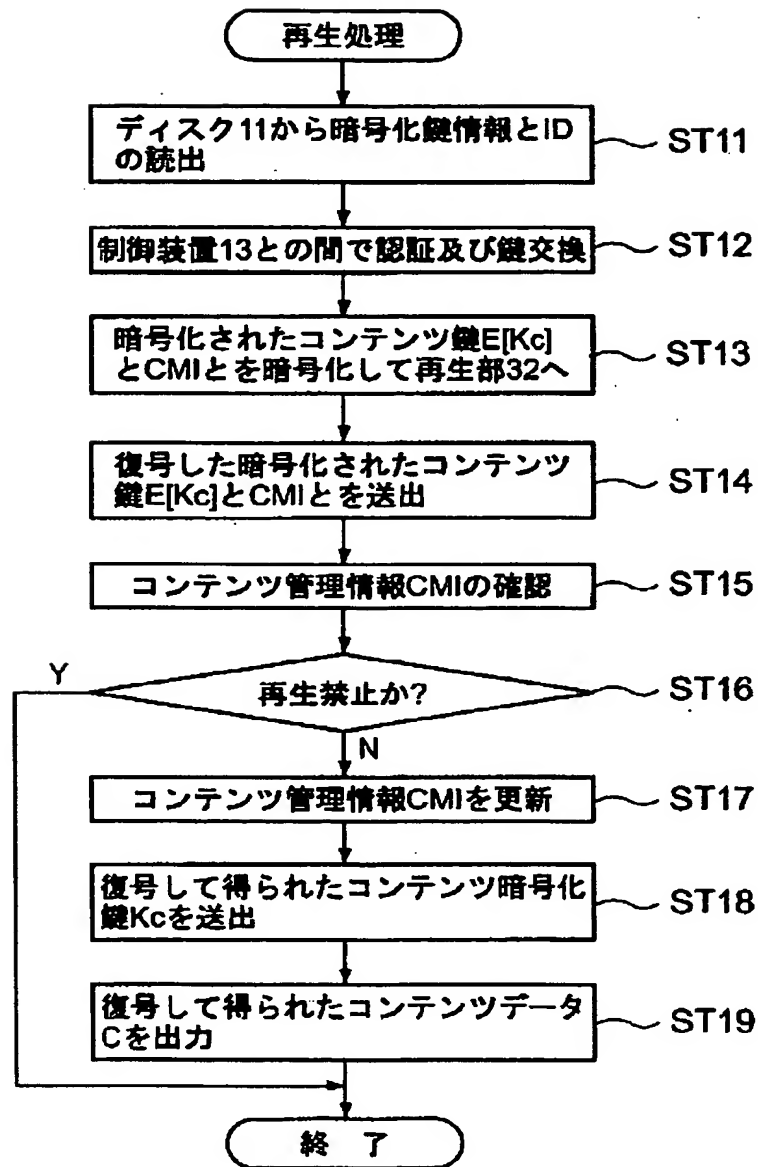 再生処理
ディスク11から暗号化鍵情報とID
の読出
ST11
制御装置13との間で認証及び鍵交換
ST12
暗号化されたコンテンツ鍵E[Kc]
とCMIとを暗号化して再生部32へ
ST13
復号した暗号化されたコンテンツ
鍵E[Kc]とCMIとを送出
ST14
コンテンツ管理情報CMIの確認
ST15
Y
再生禁止か?
ST16
N
コンテンツ管理情報CMIを更新
ST17
復号して得られたコンテンツ暗号化
鍵Kcを送出
ST18
復号して得られたコンテンツデータ
Cを出力
ST19
終 了